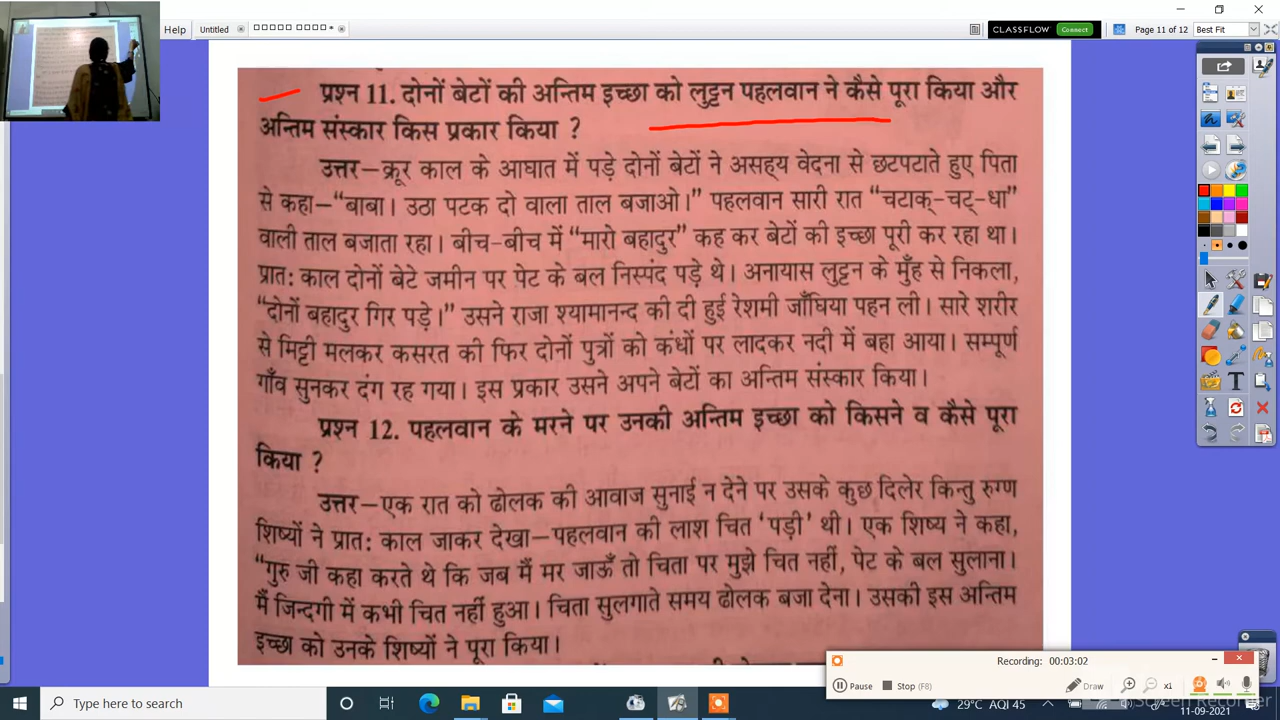 Help
Untitled
CLASSFLOW Connect
Page 11 of 12
Best Fit
प्रश्न 11. दोनों बेटों की अन्तिम इच्छा को लुट्टन पहलवान ने कैसे पूरा किया और
अन्तिम संस्कार किस प्रकार किया ?
उत्तर–क्रूर काल के आघात में पड़े दोनों बेटों ने असह्य वेदना से छटपटाते हुए पिता
से कहा–“बाबा। उठा पटक दो वाला ताल बजाओ।” पहलवान सारी रात “चटाक्-चट्-धा”
वाली ताल बजाता रहा। बीच-बीच में “मारो बहादुर” कह कर बेटों की इच्छा पूरी कर रहा था।
प्रात: काल दोनों बेटे जमीन पर पेट के बल निस्पंद पड़े थे। अनायास लुट्टन के मुँह से निकला,
“दोनों बहादुर गिर पड़े।” उसने राजा श्यामानन्द की दी हुई रेशमी जाँघिया पहन ली। सारे शरीर
से मिट्टी मलकर कसरत की फिर दोनों पुत्रों को कंधों पर लादकर नदी में बहा आया। सम्पूर्ण
गाँव सुनकर दंग रह गया। इस प्रकार उसने अपने बेटों का अन्तिम संस्कार किया।
प्रश्न 12. पहलवान के मरने पर उनकी अन्तिम इच्छा को किसने व कैसे पूरा
किया ?
उत्तर–एक रात को ढोलक की आवाज सुनाई न देने पर उसके कुछ दिलेर किन्तु रुग्ण
शिष्यों ने प्रात: काल जाकर देखा–पहलवान की लाश चित ‘पड़ी’ थी। एक शिष्य ने कहा,
“गुरु जी कहा करते थे कि जब मैं मर जाऊँ तो चिता पर मुझे चित नहीं, पेट के बल सुलाना।
मैं जिन्दगी में कभी चित नहीं हुआ। चिता सुलगाते समय ढोलक बजा देना। उसकी इस अन्तिम
इच्छा को उनके शिष्यों ने पूरा किया।
Recording: 00:03:02
Pause Stop (F8) Draw x1
Screen Recorder
Type here to search
29°C AQI 45
11-09-2021